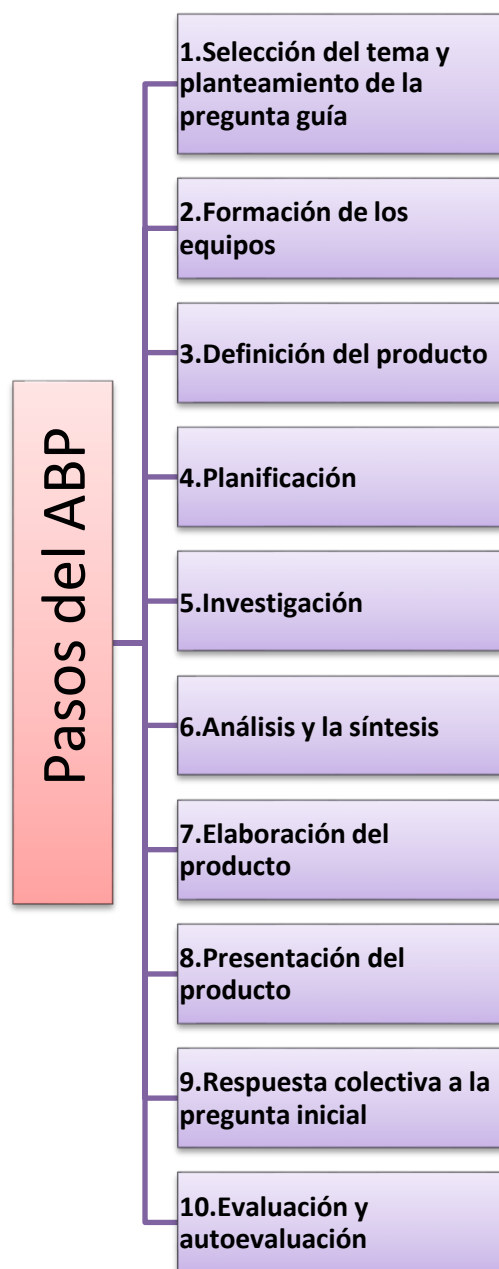 Pasos del ABP
1.Selección del tema y
planteamiento de la
pregunta guía
2.Formación de los
equipos
3.Definición del producto
4.Planificación
5.Investigación
6.Análisis y la síntesis
7.Elaboración del
producto
8.Presentación del
producto
9.Respuesta colectiva a la
pregunta inicial
10.Evaluación y
autoevaluación